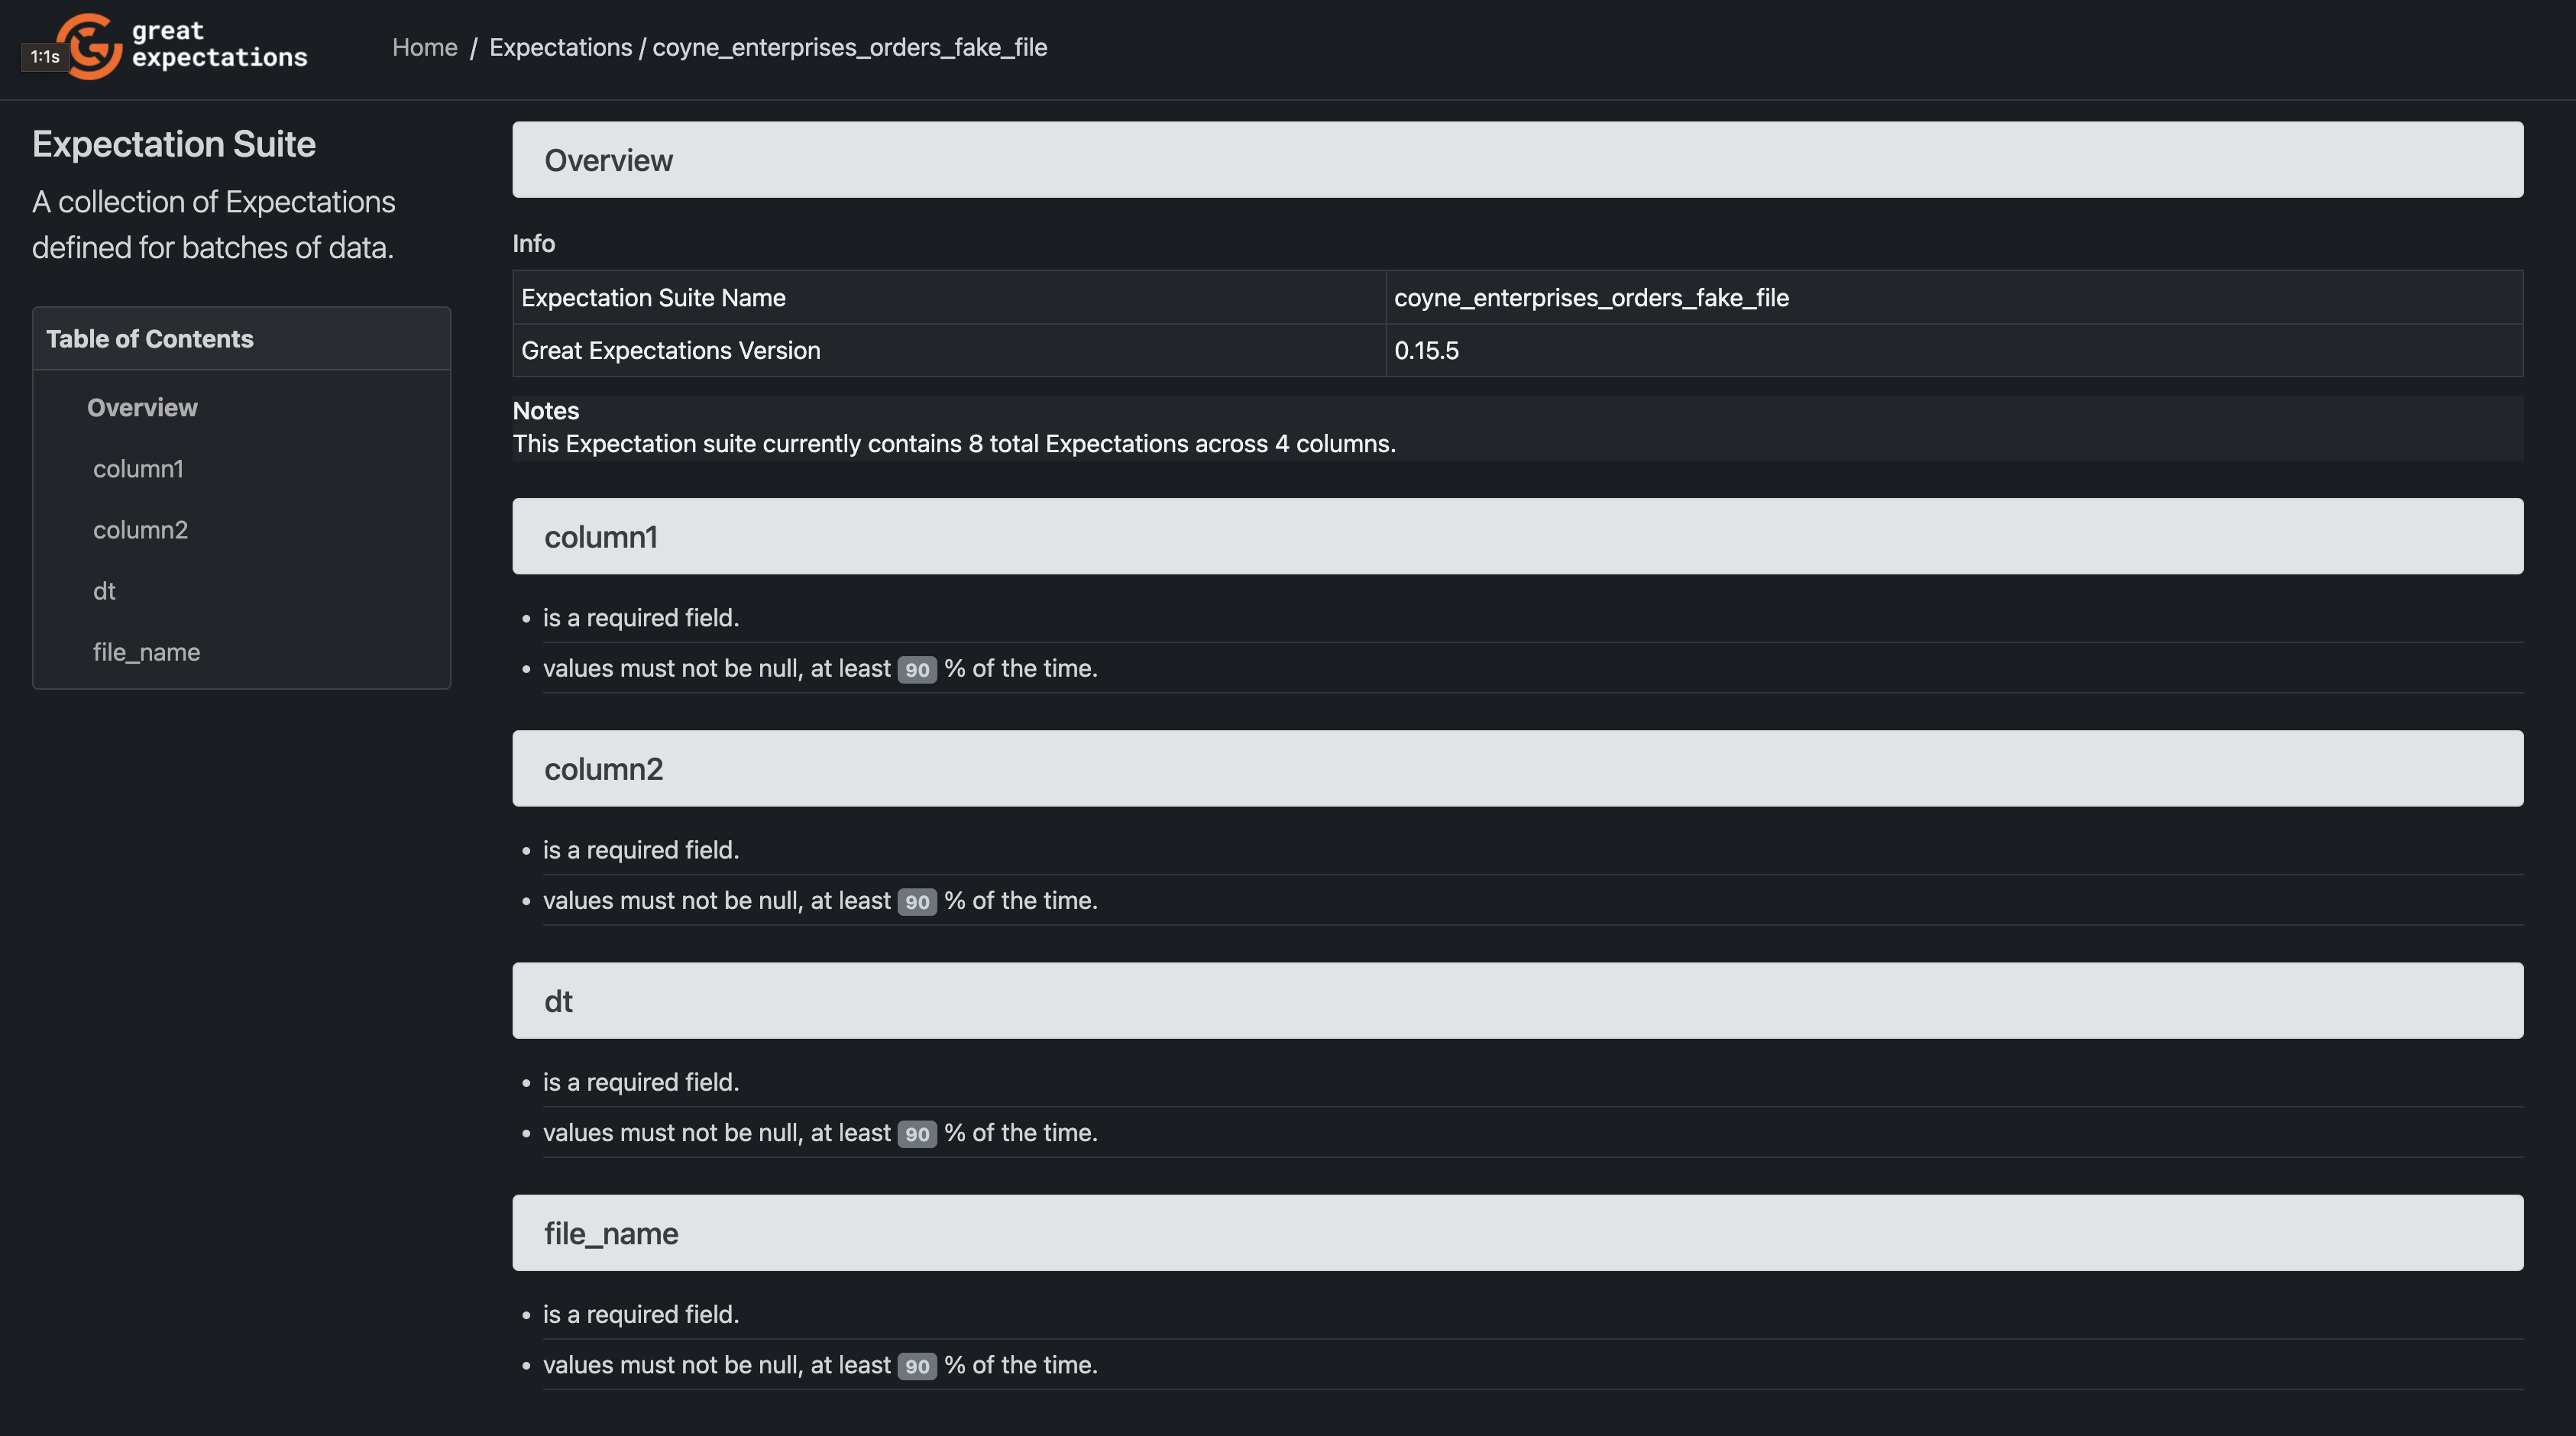 1:1s
great
expectations
Home / Expectations / coyne_enterprises_orders_fake_file
Expectation Suite
A collection of Expectations
defined for batches of data.
Table of Contents
Overview
column1
column2
dt
file_name
Overview
Info
Expectation Suite Name coyne_enterprises_orders_fake_file
Great Expectations Version 0.15.5
Notes
This Expectation suite currently contains 8 total Expectations across 4 columns.
column1
• is a required field.
• values must not be null, at least 90 % of the time.
column2
• is a required field.
• values must not be null, at least 90 % of the time.
dt
• is a required field.
• values must not be null, at least 90 % of the time.
file_name
• is a required field.
• values must not be null, at least 90 % of the time.